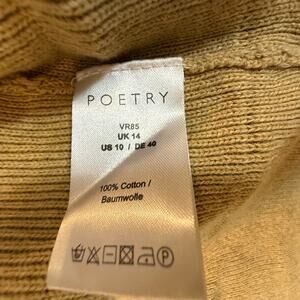 POETRY
VR85
UK 14
US 10 / DE 40
100% Cotton /
Baumwolle